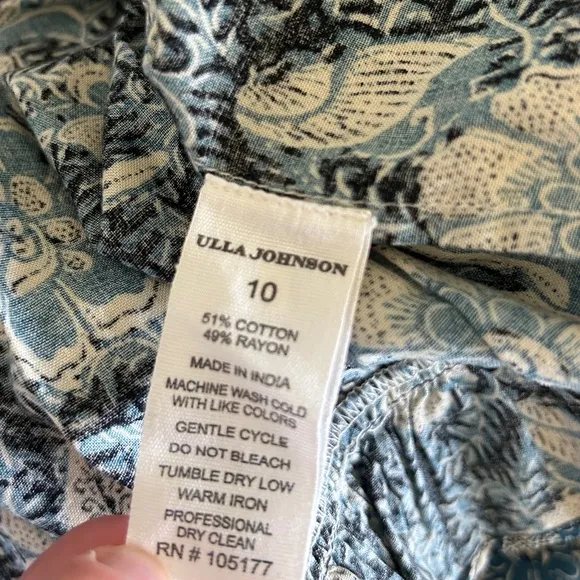 ULLA JOHNSON
10
51% COTTON
49% RAYON
MADE IN INDIA
MACHINE WASH COLD
WITH LIKE COLORS
GENTLE CYCLE
DO NOT BLEACH
TUMBLE DRY LOW
WARM IRON
PROFESSIONAL
DRY CLEAN
RN # 105177